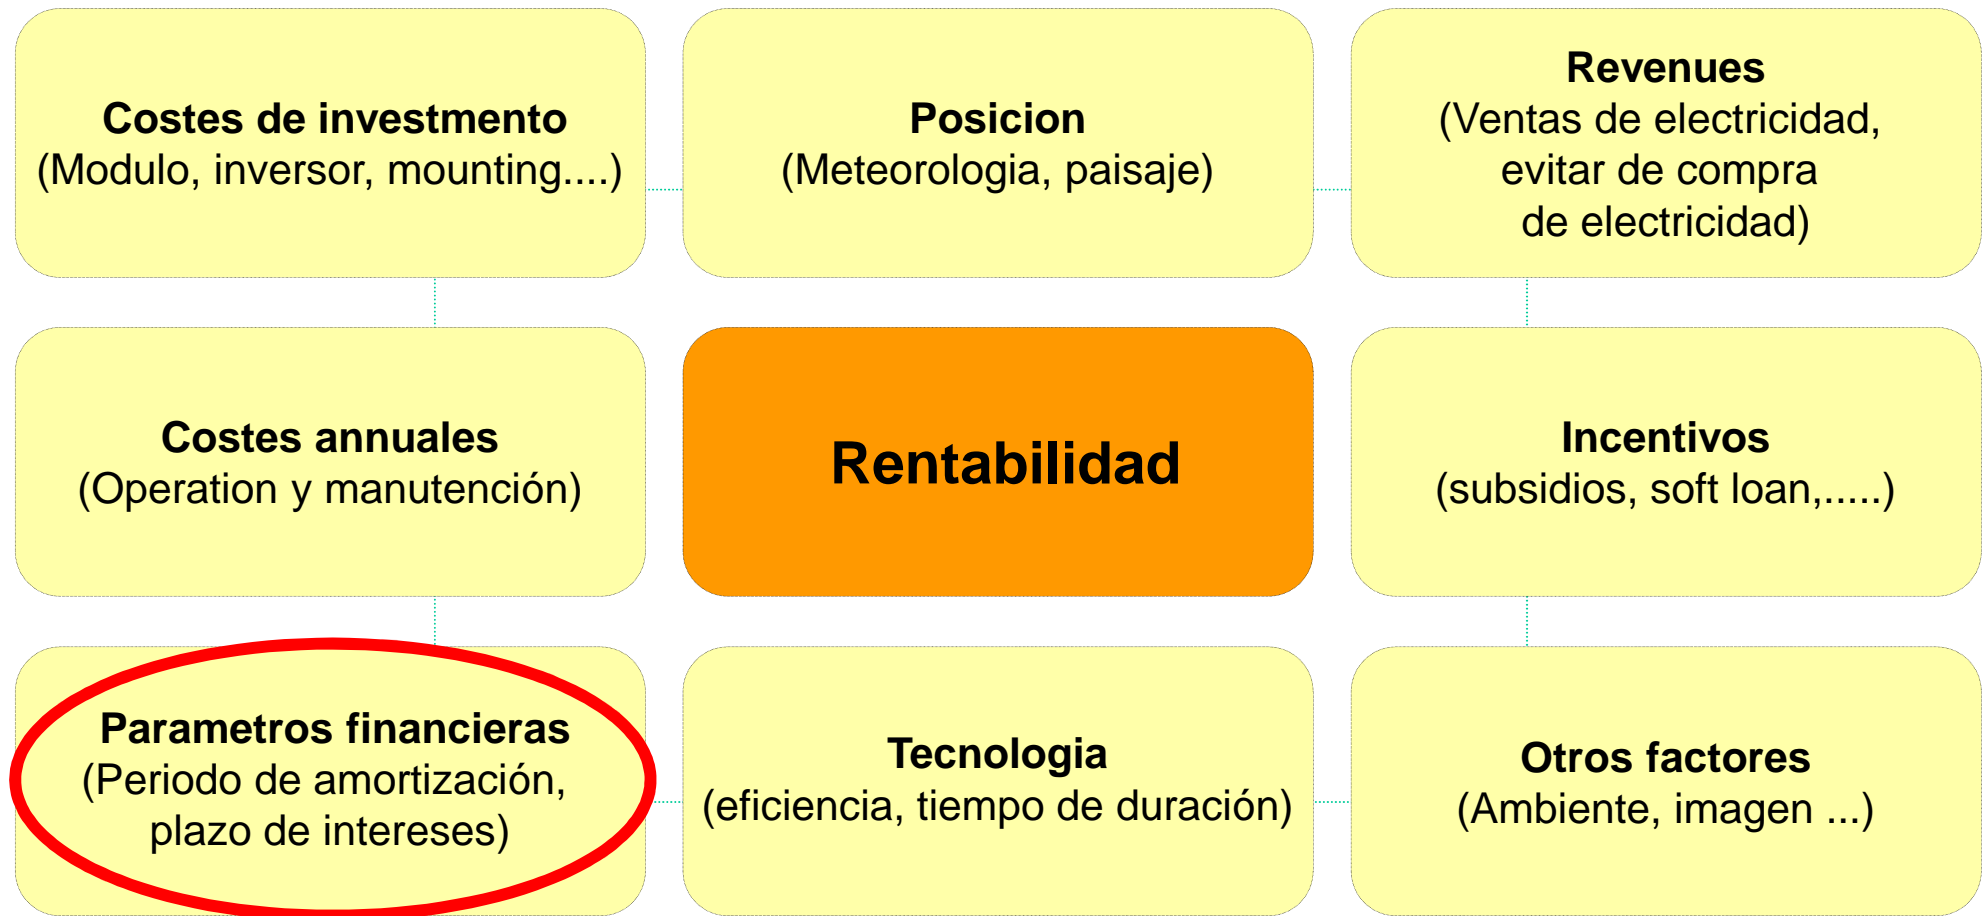 Costes de investmento
(Modulo, inversor, mounting....)
Posicion
(Meteorologia, paisaje)
Revenues
(Ventas de electricidad,
evitar de compra
de electricidad)
Costes annuales
(Operation y manutención)
Rentabilidad
Incentivos
(subsidios, soft loan,.....)
Parametros financieras
(Periodo de amortización,
plazo de intereses)
Tecnologia
(eficiencia, tiempo de duración)
Otros factores
(Ambiente, imagen ...)